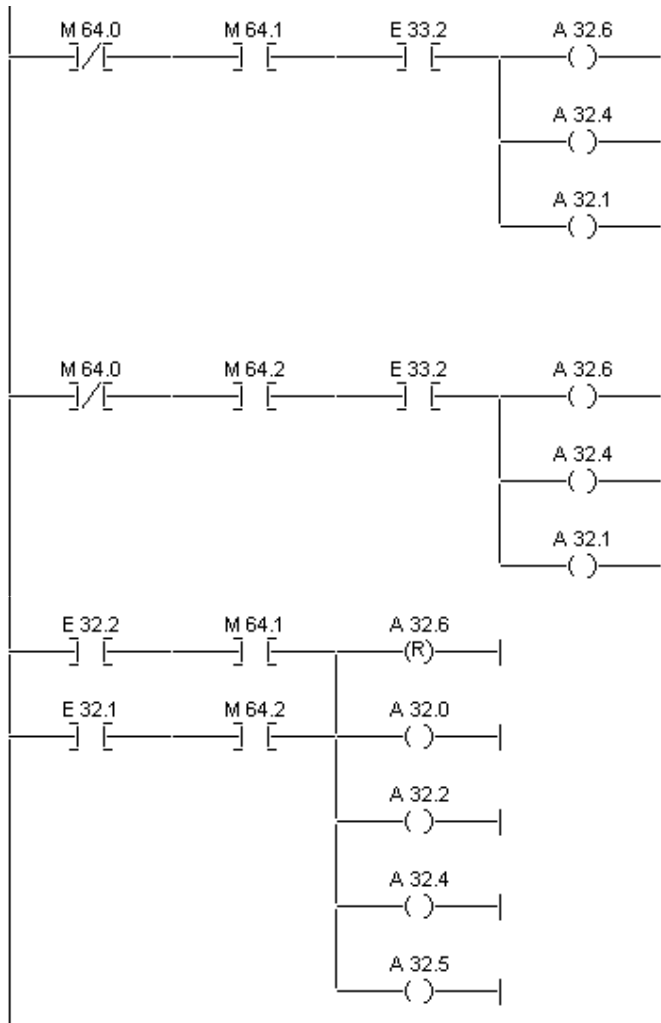 M 64.0 M 64.1 E 33.2 A 32.6
A 32.4
A 32.1
M 64.0 M 64.2 E 33.2 A 32.6
A 32.4
A 32.1
E 32.2 M 64.1 A 32.6
(R)
E 32.1 M 64.2 A 32.0
A 32.2
A 32.4
A 32.5